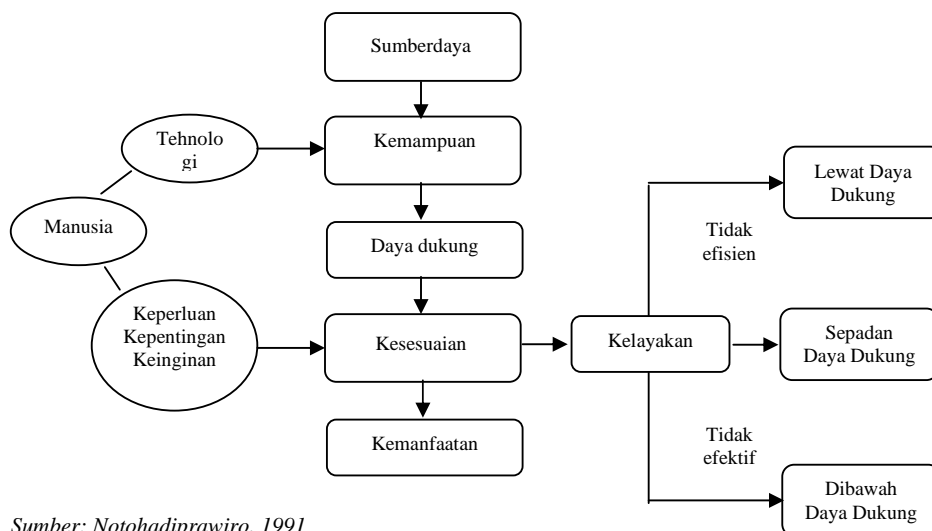 Sumberdaya
Tehnolo
gi
Kemampuan
Lewat Daya
Dukung
Manusia
Daya dukung
Tidak
efisien
Keperluan
Kepentingan
Keinginan
Kesesuaian
Kelayakan
Sepadan
Daya Dukung
Kemanfaatan
Tidak
efektif
Dibawah
Daya Dukung
Sumber: Notohadiprawiro, 1991